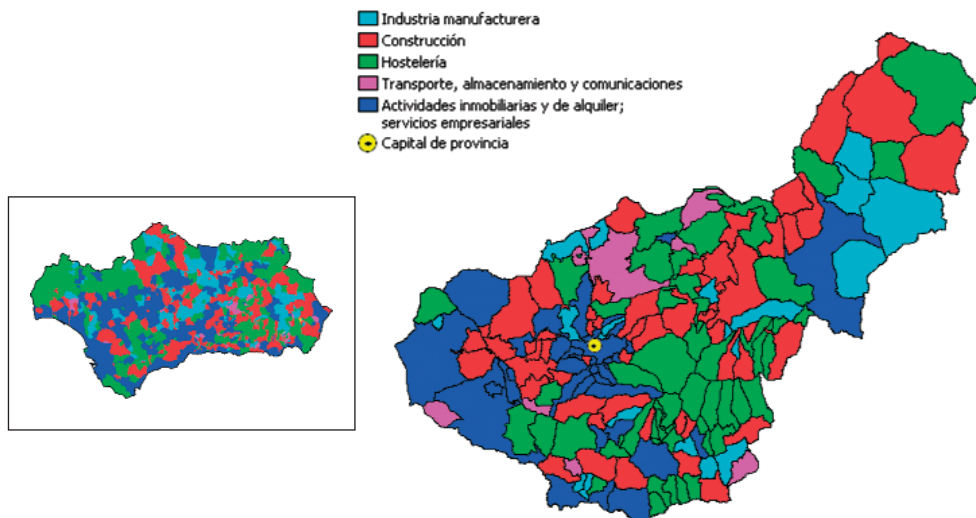 Industria manufacturera
Construcción
Hostelería
Transporte, almacenamiento y comunicaciones
Actividades inmobiliarias y de alquiler;
servicios empresariales
Capital de provincia